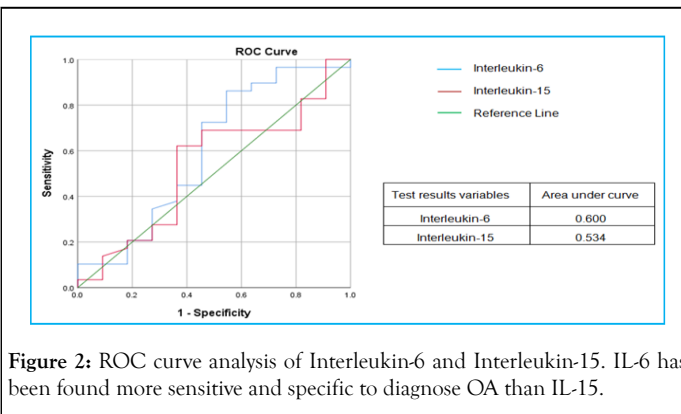 ROC Curve
1.0
0.8
0.6
0.4
0.2
0.0
Sensitivity
0.0 0.2 0.4 0.6 0.8 1.0
1 - Specificity
Interleukin-6
Interleukin-15
Reference Line
Test results variables Area under curve
Interleukin-6 0.600
Interleukin-15 0.534
Figure 2: ROC curve analysis of Interleukin-6 and Interleukin-15. IL-6 has
been found more sensitive and specific to diagnose OA than IL-15.